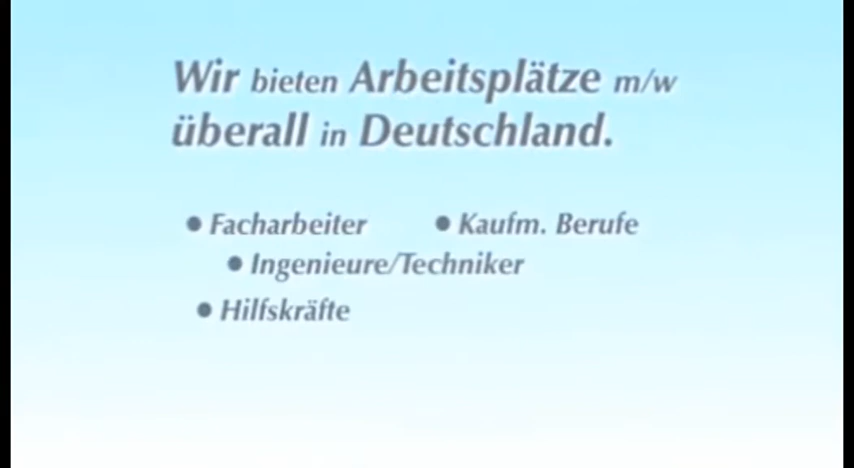 Wir bieten Arbeitsplätze m/w
überall in Deutschland.
• Facharbeiter • Kaufm. Berufe
• Ingenieure/Techniker
• Hilfskräfte